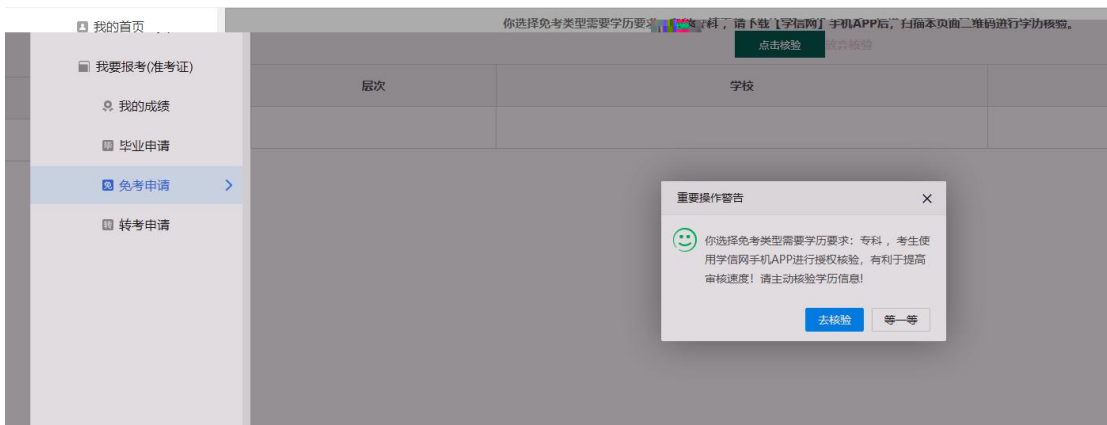 我的首页
你选择免考类型需要学历要求
科，请下载【学信网】手机APP后，扫描本页面二维码进行学历核验。
点击核验
放弃核验
我要报考(准考证)
层次
学校
我的成绩
毕业申请
免考申请
转考申请
重要操作警告
你选择免考类型需要学历要求：专科 ，考生使
用学信网手机APP进行授权核验，有利于提高
审核速度！请主动核验学历信息!
去核验
等一等